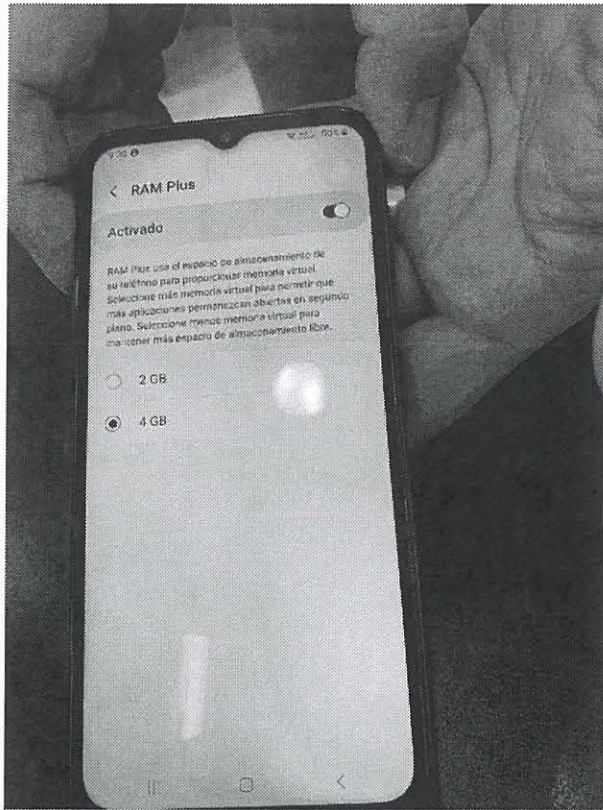 RAM Plus
Activado
RAM Plus usa el espacio de almacenamiento de
su teléfono para proporcionar memoria virtual.
Seleccione más memoria virtual para permitir que
más aplicaciones permanezcan abiertas en segundo
plano. Seleccione menos memoria virtual para
mantener más espacio de almacenamiento libre.
2 GB
4 GB